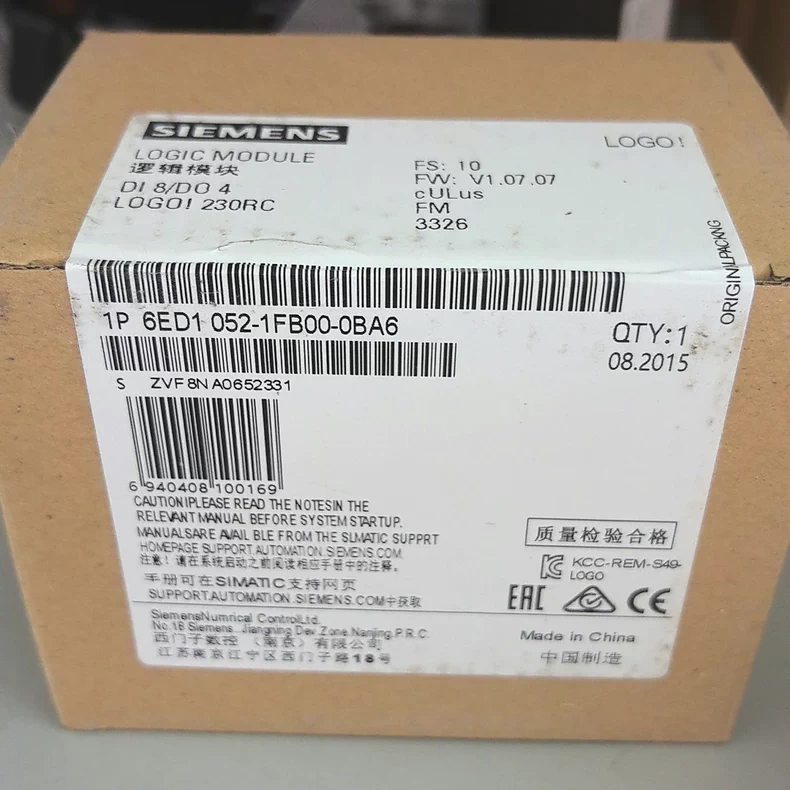 SIEMENS
LOGO!
LOGIC MODULE
逻辑模块
DI 8/DO 4
LOGO! 230RC
FS: 10
FW: V1.07.07
cULus
FM
3326
ORIGINILPACKNG
1P 6ED1 052-1FB00-0BA6
QTY:1
08.2015
S ZVF8NA0652331
6 940408 100169
CAUTION!PLEASE READ THE NOTESIN THE
RELEVANT MANUAL BEFORE SYSTEM STARTUP.
MANUALSARE AVAIL BLE FROM THE SLMATIC SUPPRT
HOMEPAGE SUPPORT.AUTOMATION.SIEMENS.COM
注意！请在系统启动之前阅读相应手册中的注释。
手册可在SIMATIC支持网页
SUPPORT.AUTOMATION.SIEMENS.COM中获取
质量检验合格
KCC-REM-S49-
LOGO
EAC
CE
SiemensNumrical ControlLtd.
No.18 Siemens. Jiangning Dev.Zone.Nanjing.P.R.C.
西门子数控（南京）有限公司
江苏南京江宁区西门子路18号
Made in China
中国制造